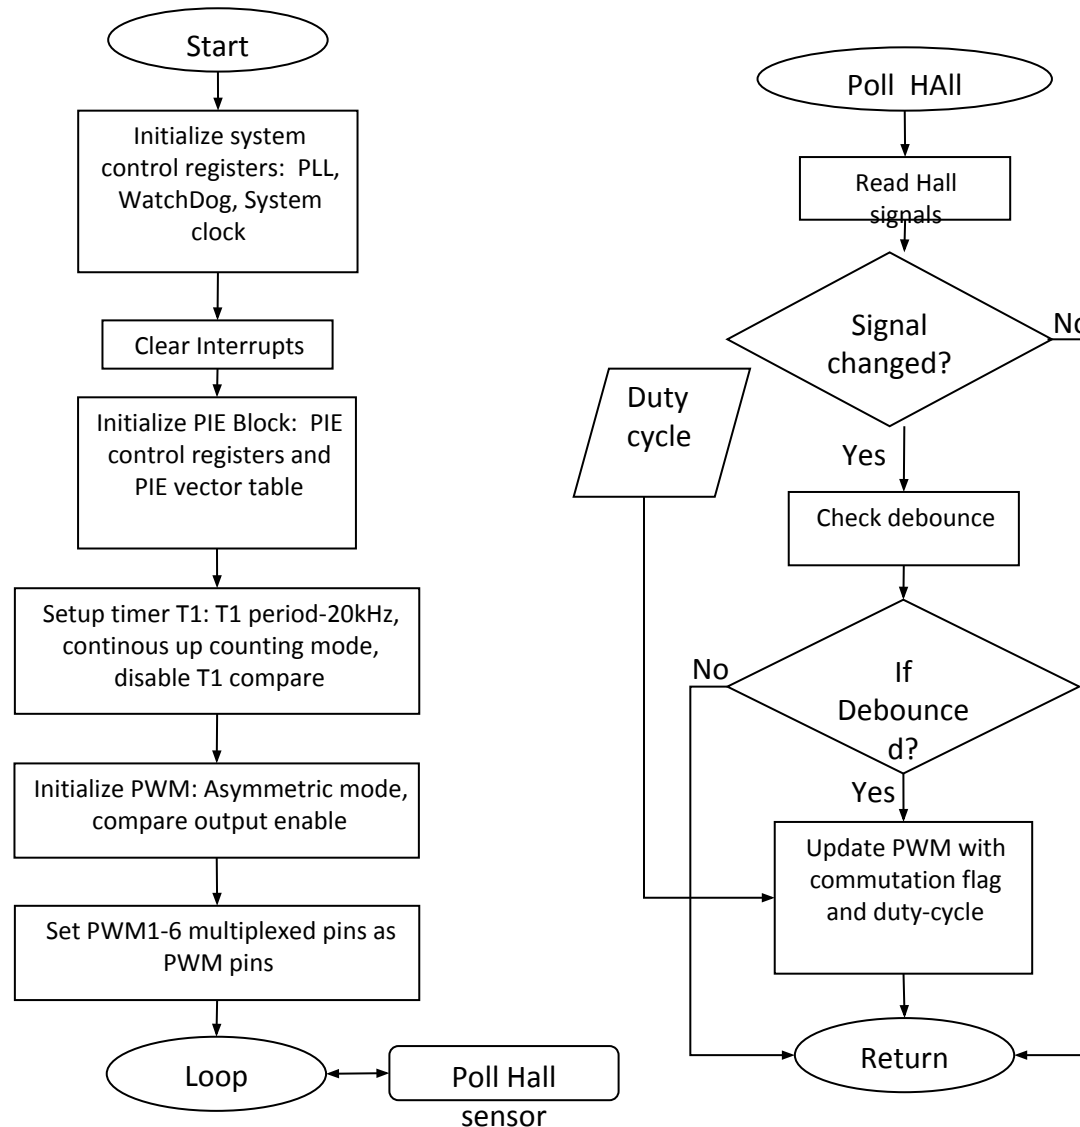 Start
Initialize system
control registers:  PLL,
WatchDog, System
clock
Clear Interrupts
Initialize PIE Block:  PIE
control registers and
PIE vector table
Setup timer T1: T1 period-20kHz,
continous up counting mode,
disable T1 compare
Initialize PWM: Asymmetric mode,
compare output enable
Set PWM1-6 multiplexed pins as
PWM pins
Loop
Poll Hall
sensor
Poll  HAll
Read Hall
signals
Signal
changed?
No
Duty
cycle
Yes
Check debounce
No
If
Debounce
d?
Yes
Update PWM with
commutation flag
and duty-cycle
Return